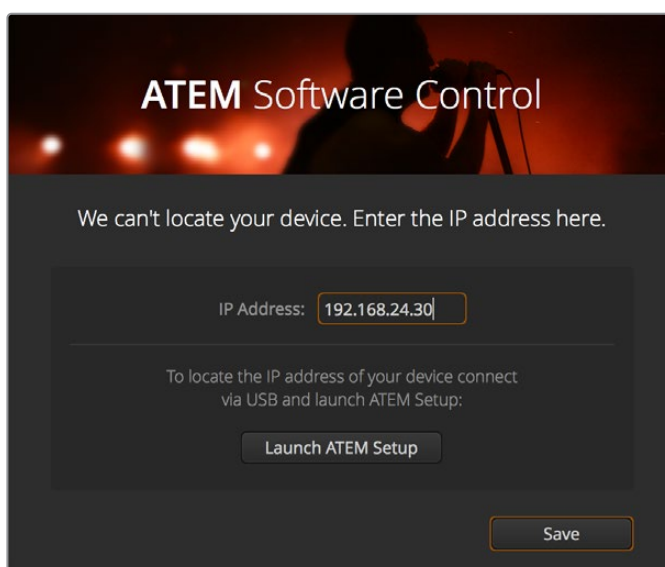 ATEM Software Control
We can't locate your device. Enter the IP address here.
IP Address: 192.168.24.30
To locate the IP address of your device connect
via USB and launch ATEM Setup:
Launch ATEM Setup
Save